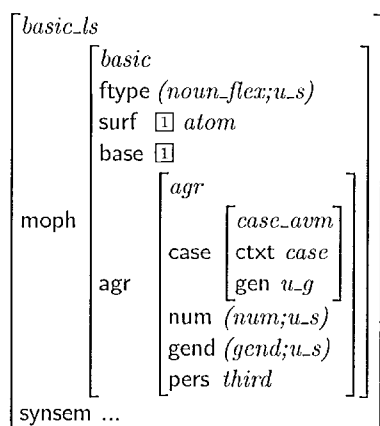 basic_ls
basic
ftype (noun_flex;u_s)
surf 1 atom
base 1
agr
moph
case_avm
case ctxt case
agr
gen u_g
num (num;u_s)
gend (gend;u_s)
pers third
synsem ...